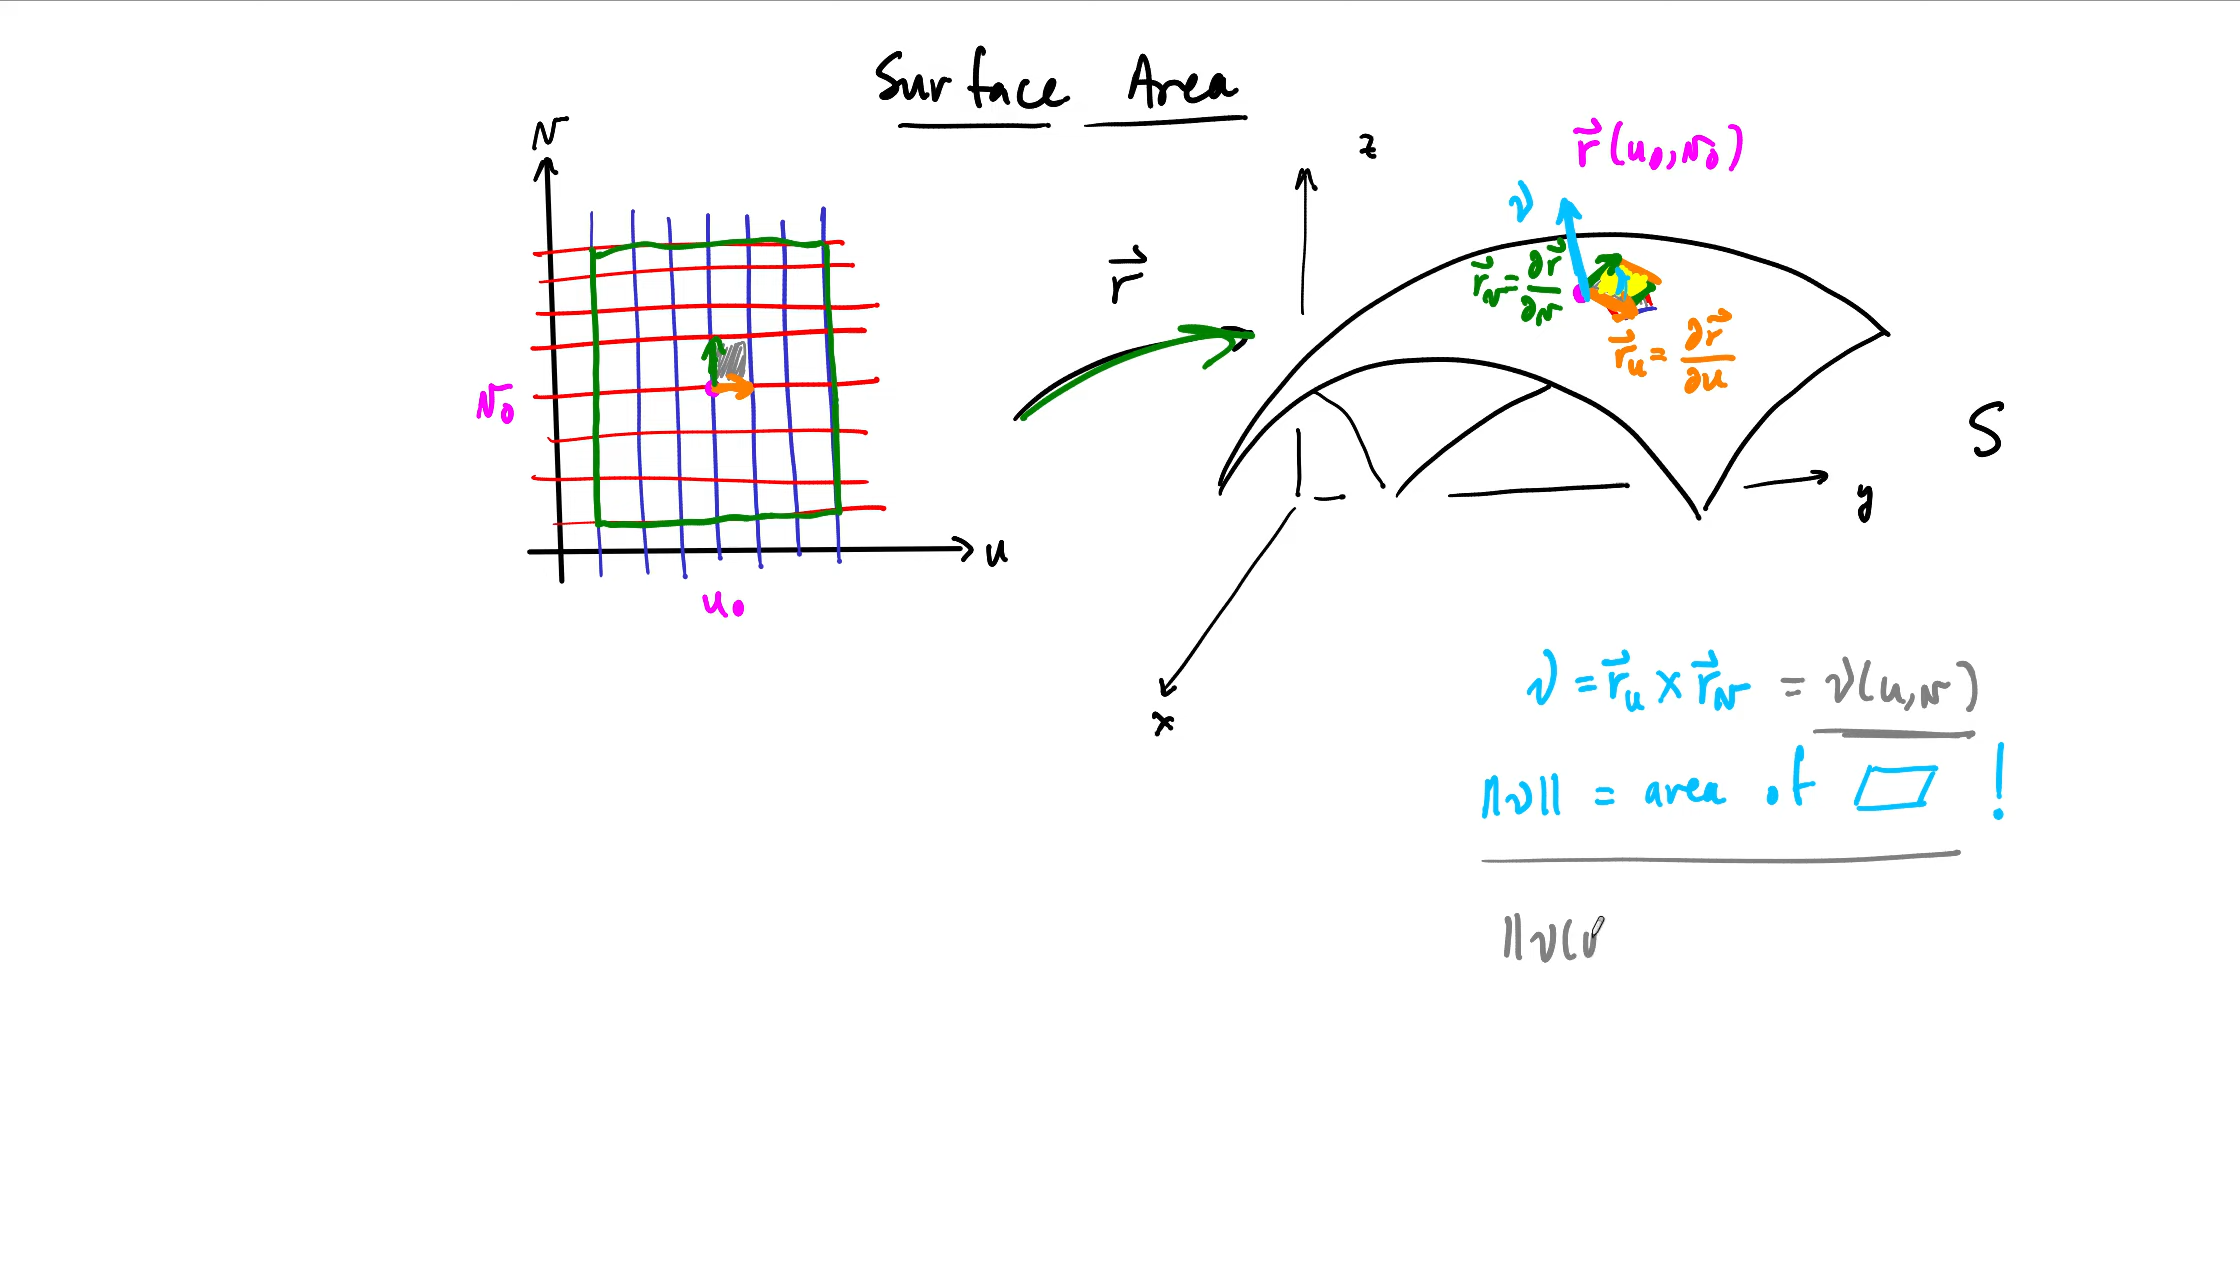 Surface Area
v
z
r⃗(u₀,v₀)
ν
r⃗
r⃗ᵥ = ∂r⃗/∂v
r⃗ᵤ = ∂r⃗/∂u
v₀
S
y
u
u₀
x
ν = r⃗ᵤ × r⃗ᵥ = ν(u,v)
||ν|| = area of ▱ !
||ν(u